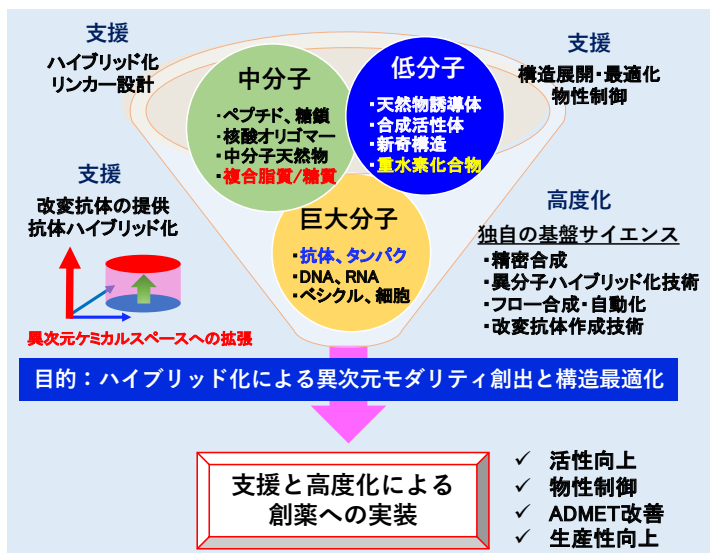 支援
ハイブリッド化
リンカー設計
中分子
・ペプチド、糖鎖
・核酸オリゴマー
・中分子天然物
・複合脂質/糖質
低分子
・天然物誘導体
・合成活性体
・新奇構造
・重水素化合物
支援
構造展開・最適化
物性制御
支援
改変抗体の提供
抗体ハイブリッド化
異次元ケミカルスペースへの拡張
巨大分子
・抗体、タンパク
・DNA、RNA
・ベシクル、細胞
高度化
独自の基盤サイエンス
・精密合成
・異分子ハイブリッド化技術
・フロー合成・自動化
・改変抗体作成技術
目的：ハイブリッド化による異次元モダリティ創出と構造最適化
支援と高度化による
創薬への実装
✓ 活性向上
✓ 物性制御
✓ ADMET改善
✓ 生産性向上